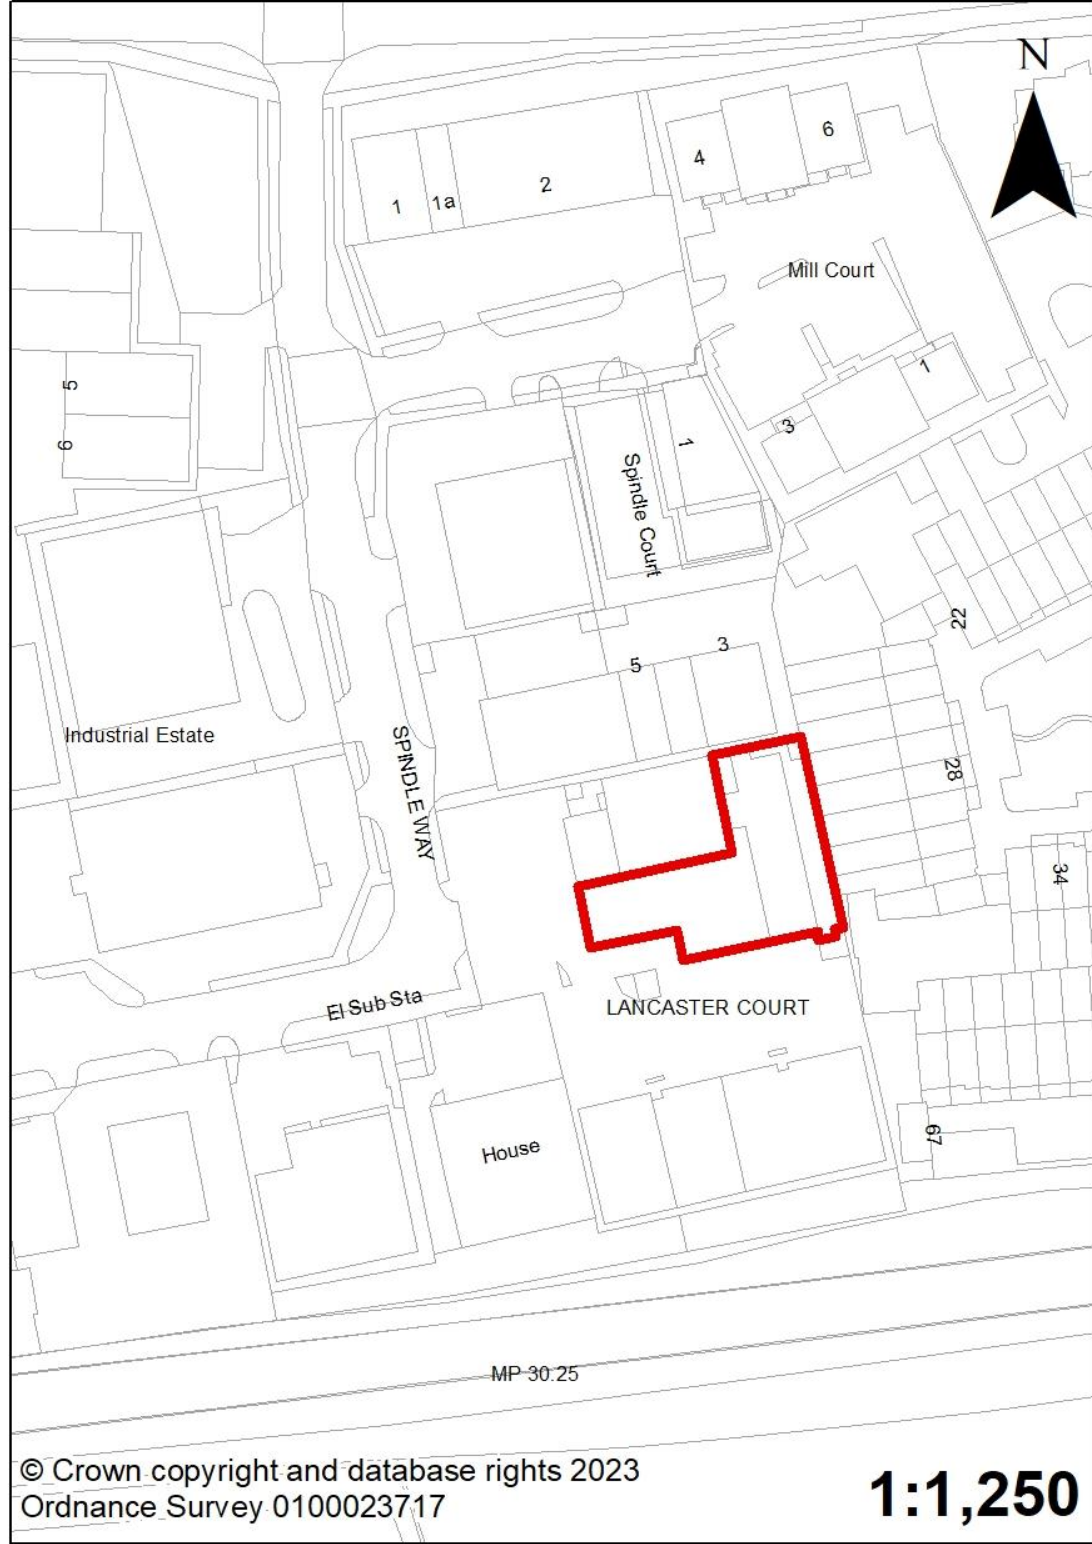 N
1
1a
2
4
6
Mill Court
5
6
1
3
1
Spindle Court
22
3
5
Industrial Estate
SPINDLE WAY
28
34
El Sub Sta
LANCASTER COURT
House
67
MP 30.25
© Crown copyright and database rights 2023
Ordnance Survey 0100023717
1:1,250